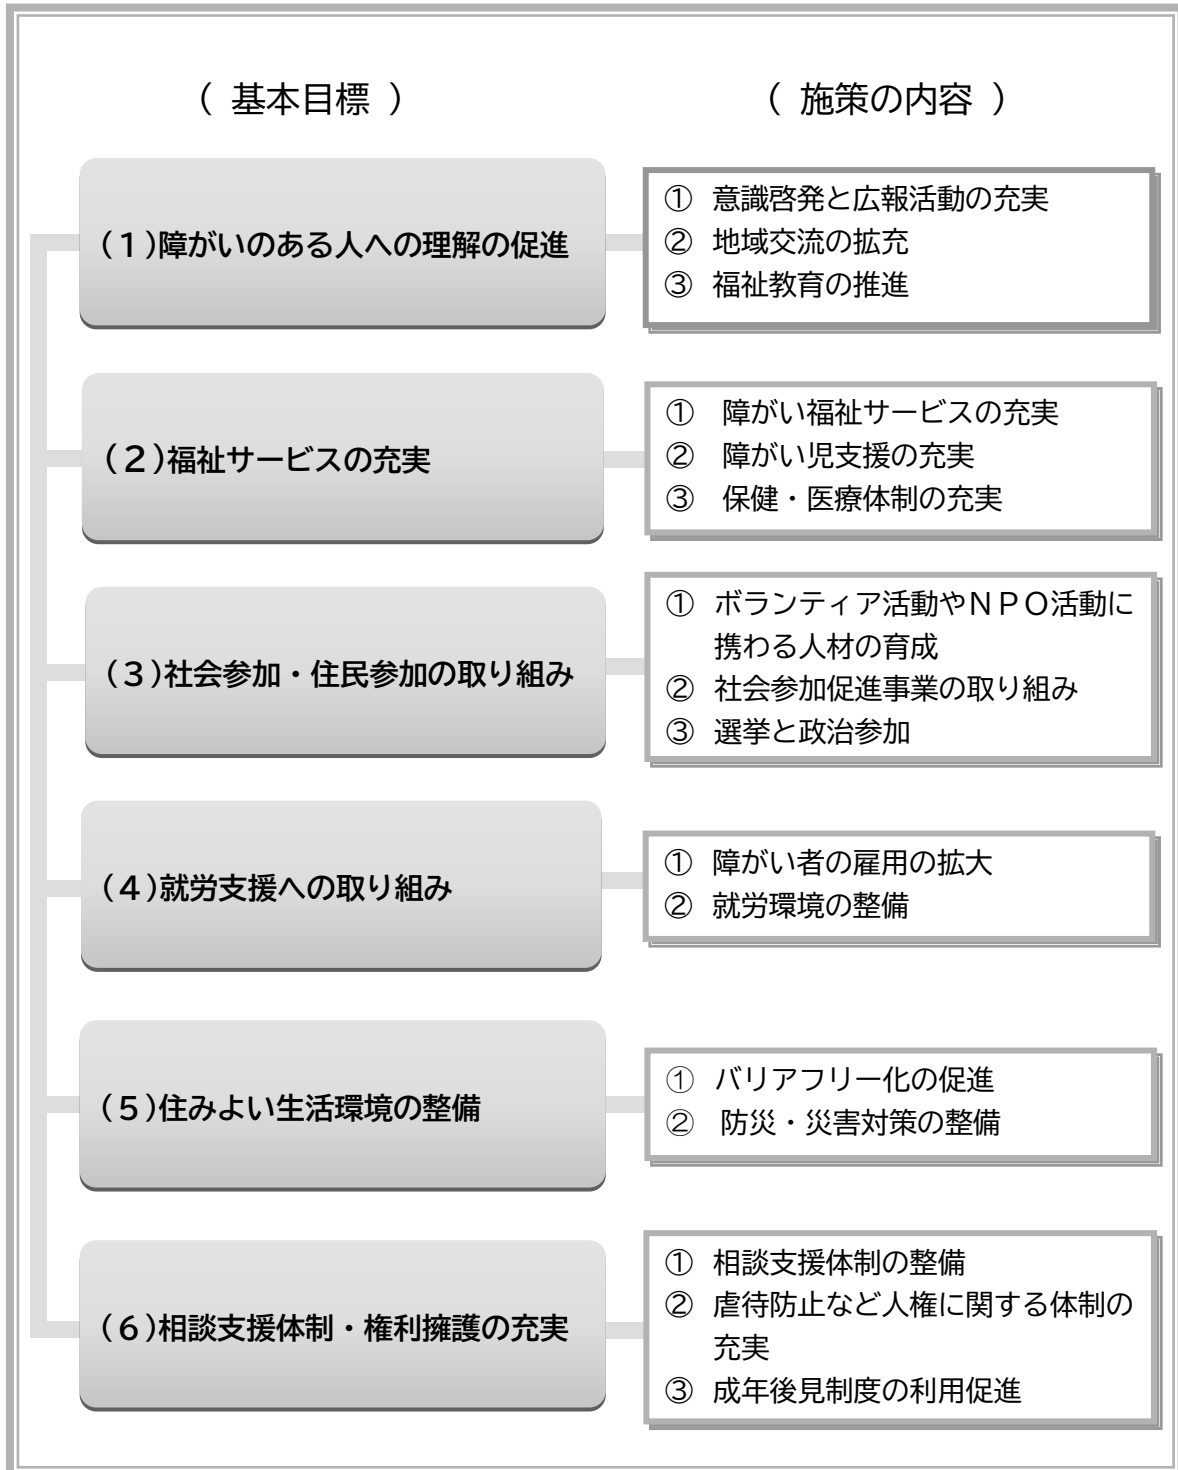 （ 基本目標 ）
（ 施策の内容 ）
（１）障がいのある人への理解の促進
① 意識啓発と広報活動の充実
② 地域交流の拡充
③ 福祉教育の推進
（２）福祉サービスの充実
① 障がい福祉サービスの充実
② 障がい児支援の充実
③ 保健・医療体制の充実
（３）社会参加・住民参加の取り組み
① ボランティア活動やＮＰＯ活動に
携わる人材の育成
② 社会参加促進事業の取り組み
③ 選挙と政治参加
（４）就労支援への取り組み
① 障がい者の雇用の拡大
② 就労環境の整備
（５）住みよい生活環境の整備
① バリアフリー化の促進
② 防災・災害対策の整備
（６）相談支援体制・権利擁護の充実
① 相談支援体制の整備
② 虐待防止など人権に関する体制の
充実
③ 成年後見制度の利用促進